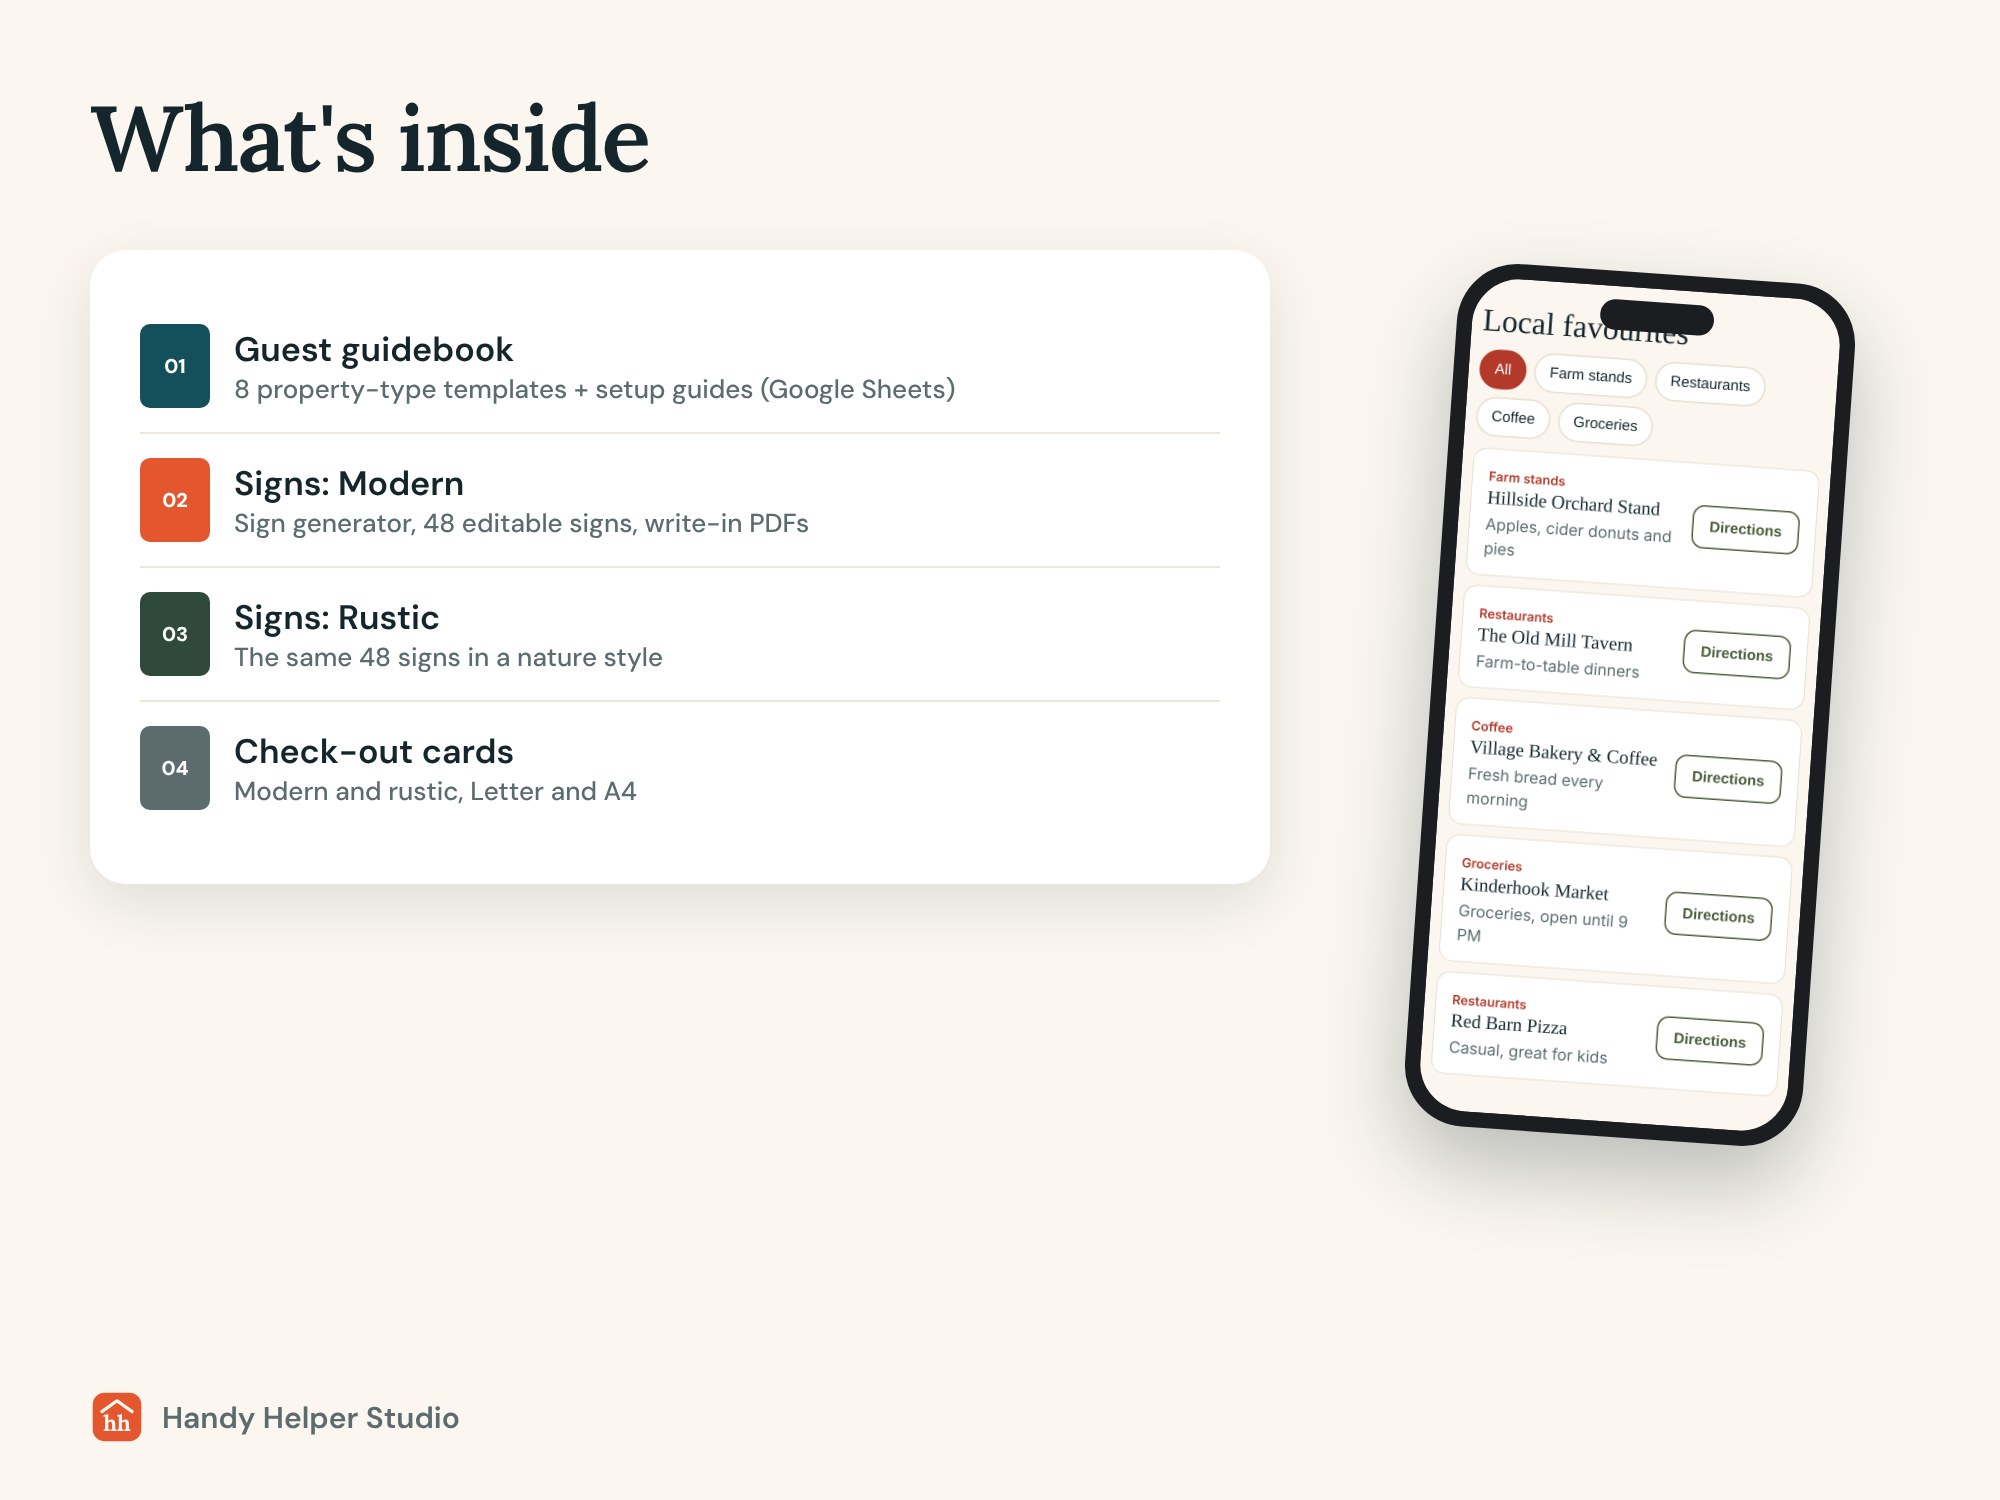 What's inside
01
Guest guidebook
8 property-type templates + setup guides (Google Sheets)
02
Signs: Modern
Sign generator, 48 editable signs, write-in PDFs
03
Signs: Rustic
The same 48 signs in a nature style
04
Check-out cards
Modern and rustic, Letter and A4
Local favourites
All
Farm stands
Restaurants
Coffee
Groceries
Farm stands
Hillside Orchard Stand
Apples, cider donuts and
pies
Directions
Restaurants
The Old Mill Tavern
Farm-to-table dinners
Directions
Coffee
Village Bakery & Coffee
Fresh bread every
morning
Directions
Groceries
Kinderhook Market
Groceries, open until 9
PM
Directions
Restaurants
Red Barn Pizza
Casual, great for kids
Directions
hh
Handy Helper Studio